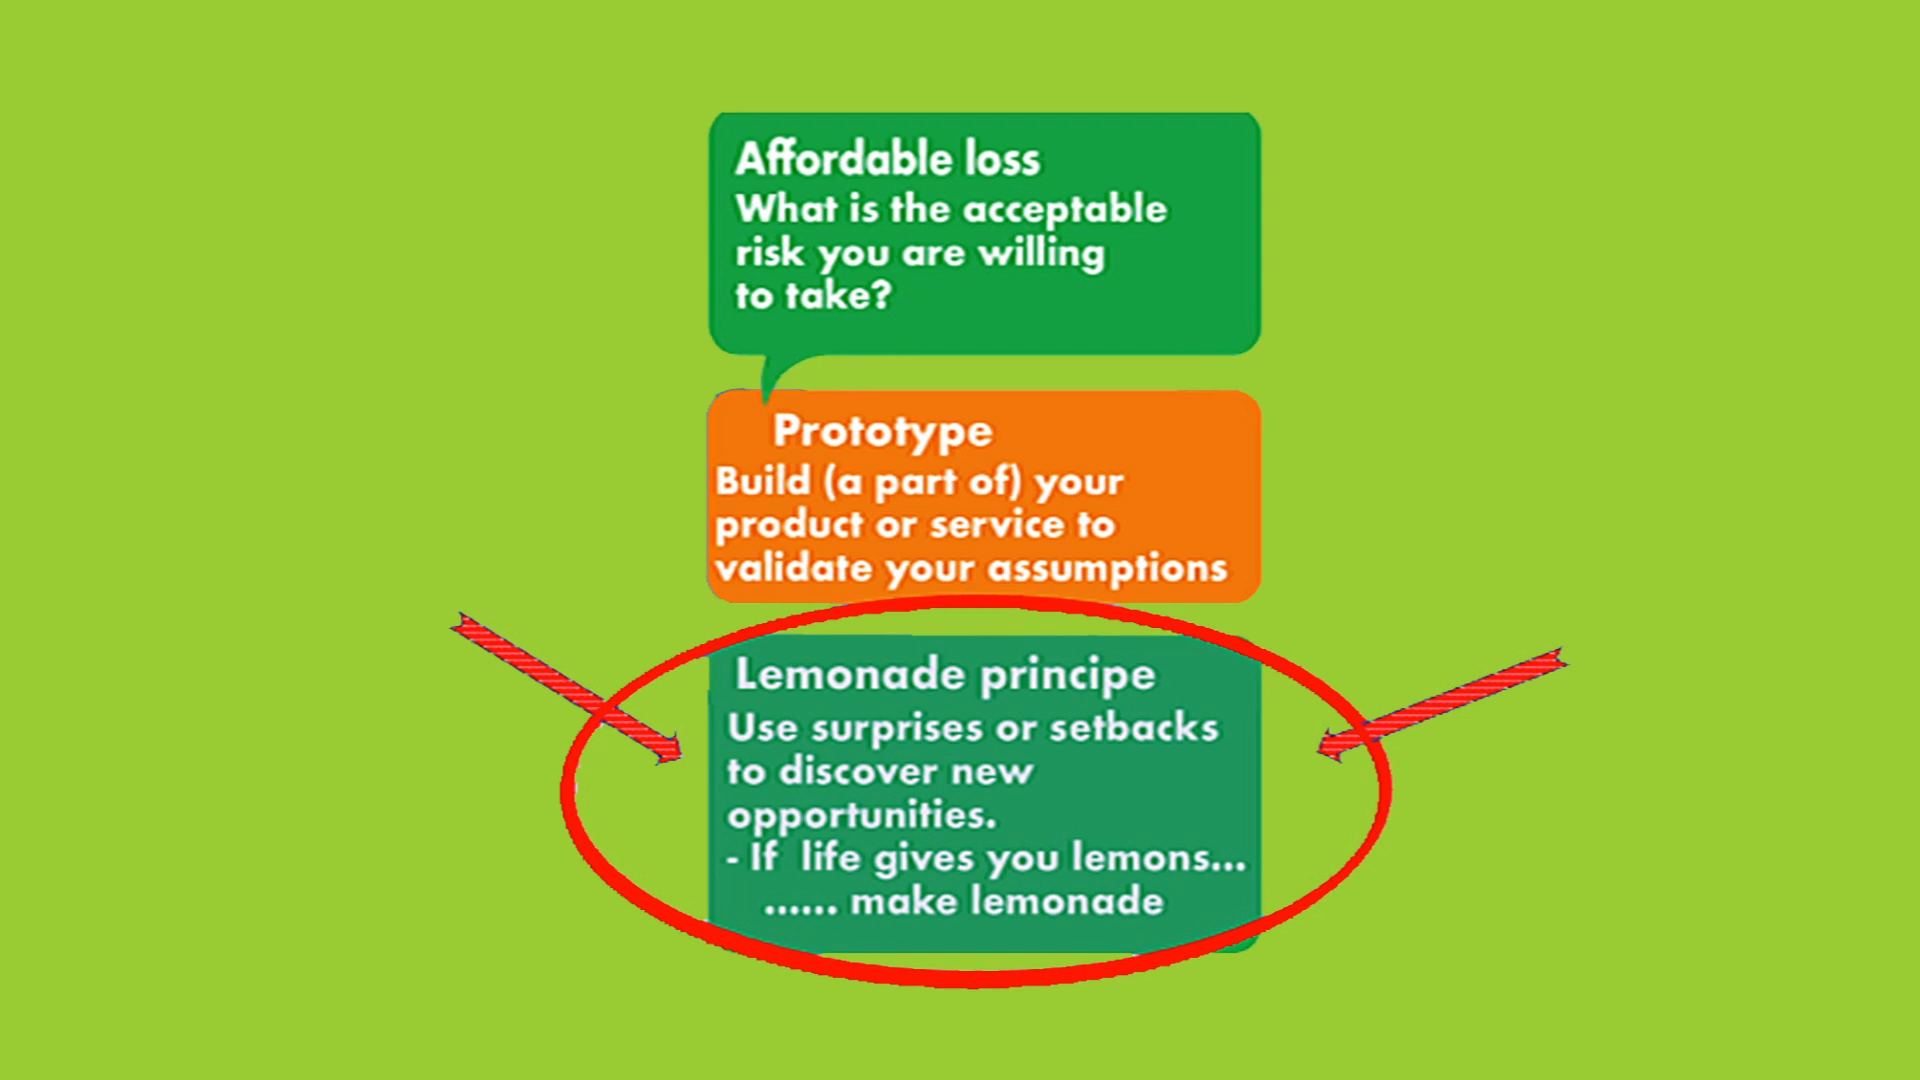 Affordable loss
What is the acceptable
risk you are willing
to take?
Prototype
Build (a part of) your
product or service to
validate your assumptions
Lemonade principe
Use surprises or setbacks
to discover new
opportunities.
- If life gives you lemons...
...... make lemonade